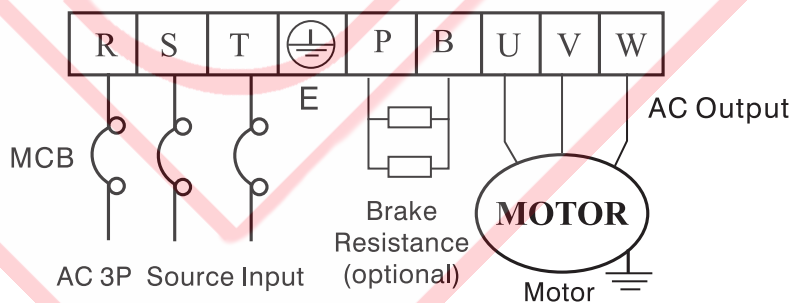 R S T P B U V W
E
AC Output
MCB
Brake
Resistance
(optional)
MOTOR
AC 3P Source Input
Motor